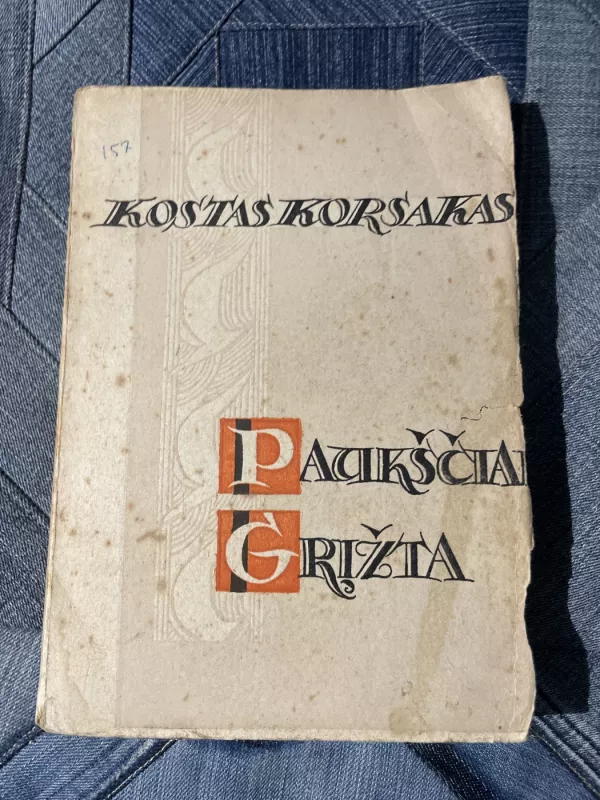 157
KOSTAS KORSAKAS
PAUKŠČIAI
GRĮŽTA